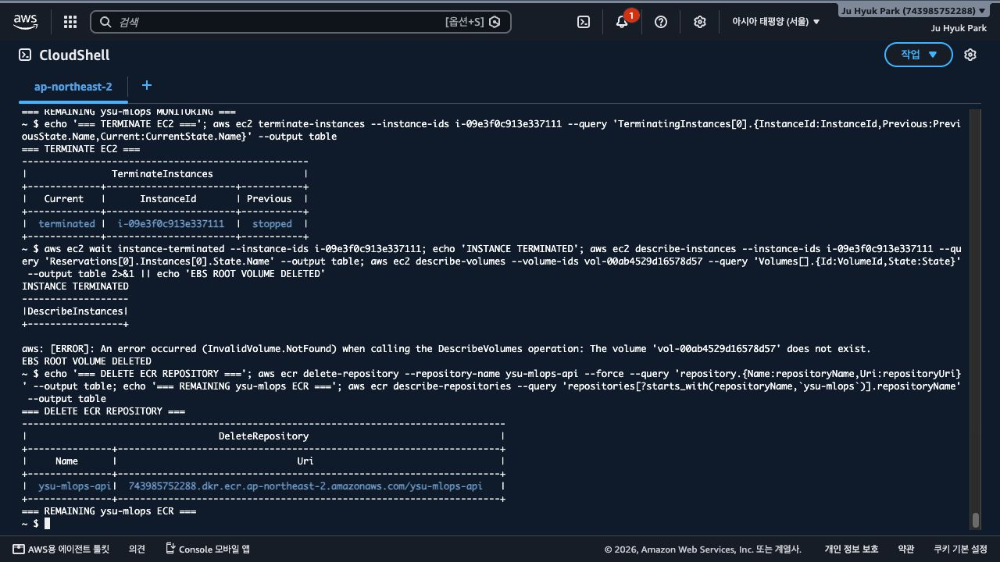 aws
검색
[옵션+S]
1
아시아 태평양 (서울) ▼
Ju Hyuk Park (743985752288) ▼
Ju Hyuk Park
CloudShell
작업 ▼
ap-northeast-2
+
=== REMAINING ysu-mlops MONITORING ===
~ $ echo '=== TERMINATE EC2 ==='; aws ec2 terminate-instances --instance-ids i-09e3f0c913e337111 --query 'TerminatingInstances[0].{InstanceId:InstanceId,Previous:Previ
ousState.Name,Current:CurrentState.Name}' --output table
=== TERMINATE EC2 ===
---------------------------------------------------
|               TerminateInstances                |
+-------------+-----------------------+-----------+
|   Current   |      InstanceId       | Previous  |
+-------------+-----------------------+-----------+
|  terminated |  i-09e3f0c913e337111  |  stopped  |
+-------------+-----------------------+-----------+
~ $ aws ec2 wait instance-terminated --instance-ids i-09e3f0c913e337111; echo 'INSTANCE TERMINATED'; aws ec2 describe-instances --instance-ids i-09e3f0c913e337111 --qu
ery 'Reservations[0].Instances[0].State.Name' --output table; aws ec2 describe-volumes --volume-ids vol-00ab4529d16578d57 --query 'Volumes[].{Id:VolumeId,State:State}'
 --output table 2>&1 || echo 'EBS ROOT VOLUME DELETED'
INSTANCE TERMINATED
-------------------
|DescribeInstances|
+-----------------+
aws: [ERROR]: An error occurred (InvalidVolume.NotFound) when calling the DescribeVolumes operation: The volume 'vol-00ab4529d16578d57' does not exist.
EBS ROOT VOLUME DELETED
~ $ echo '=== DELETE ECR REPOSITORY ==='; aws ecr delete-repository --repository-name ysu-mlops-api --force --query 'repository.{Name:repositoryName,Uri:repositoryUri}
' --output table; echo '=== REMAINING ysu-mlops ECR ==='; aws ecr describe-repositories --query 'repositories[?starts_with(repositoryName,`ysu-mlops`)].repositoryName'
 --output table
=== DELETE ECR REPOSITORY ===
--------------------------------------------------------------------------------------
|                                  DeleteRepository                                  |
+---------------+--------------------------------------------------------------------+
|     Name      |                                Uri                                 |
+---------------+--------------------------------------------------------------------+
|  ysu-mlops-api|  743985752288.dkr.ecr.ap-northeast-2.amazonaws.com/ysu-mlops-api   |
+---------------+--------------------------------------------------------------------+
=== REMAINING ysu-mlops ECR ===
~ $
AWS용 에이전트 툴킷
의견
Console 모바일 앱
© 2026, Amazon Web Services, Inc. 또는 계열사.
개인 정보 보호
약관
쿠키 기본 설정